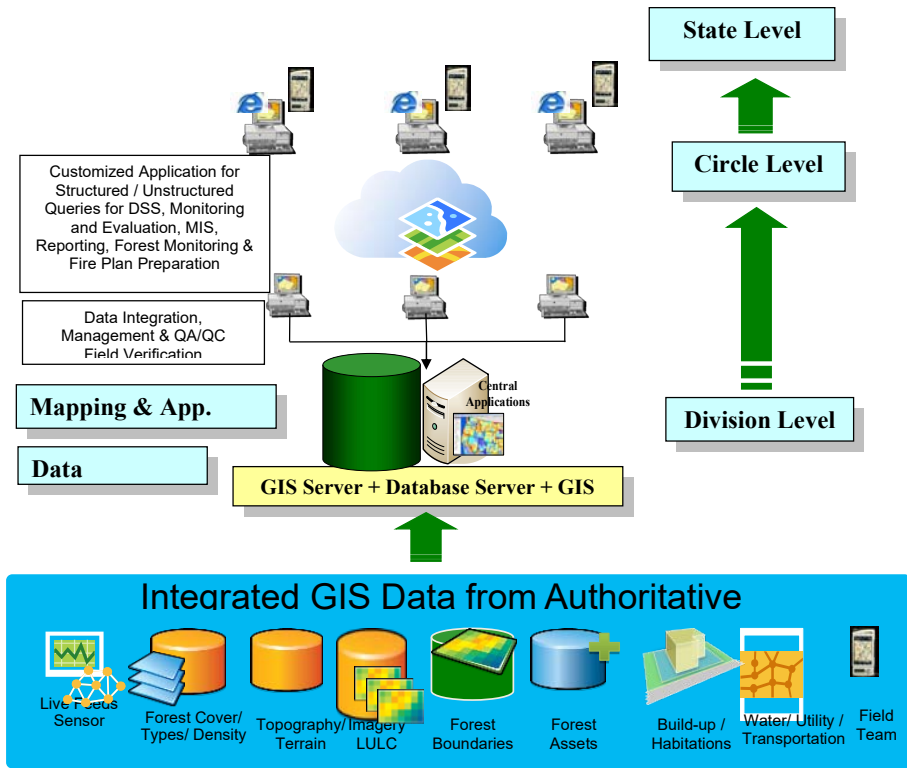 State Level
Circle Level
Division Level
Customized Application for
Structured / Unstructured
Queries for DSS, Monitoring
and Evaluation, MIS,
Reporting, Forest Monitoring &
Fire Plan Preparation
Data Integration,
Management & QA/QC
Field Verification
Mapping & App.
Data
Central
Applications
GIS Server + Database Server + GIS
Integrated GIS Data from Authoritative
Live Feeds
Sensor
Forest Cover/
Types/ Density
Topography/
Terrain
Imagery
LULC
Forest
Boundaries
Forest
Assets
Build-up /
Habitations
Water/ Utility /
Transportation
Field
Team